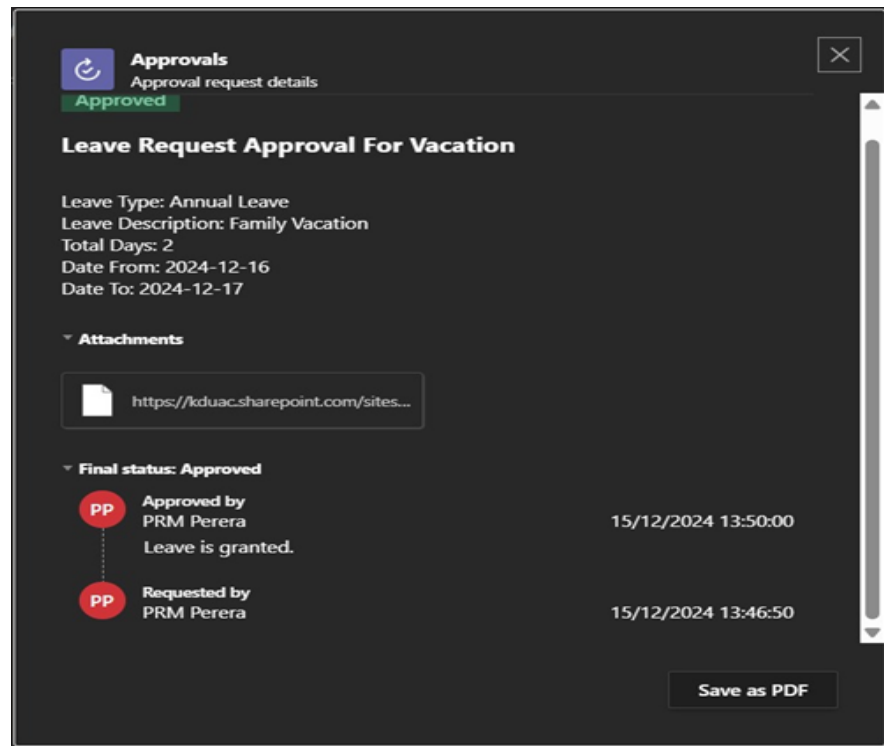 Approvals
Approval request details
Approved
Leave Request Approval For Vacation
Leave Type: Annual Leave
Leave Description: Family Vacation
Total Days: 2
Date From: 2024-12-16
Date To: 2024-12-17
Attachments
https://kduac.sharepoint.com/sites...
Final status: Approved
PP
Approved by
PRM Perera 15/12/2024 13:50:00
Leave is granted.
PP
Requested by
PRM Perera 15/12/2024 13:46:50
Save as PDF